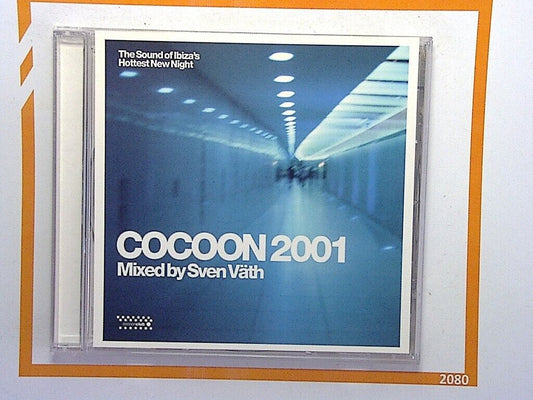 The Sound of Ibiza's
Hottest New Night
COCOON 2001
Mixed by Sven Väth
2080